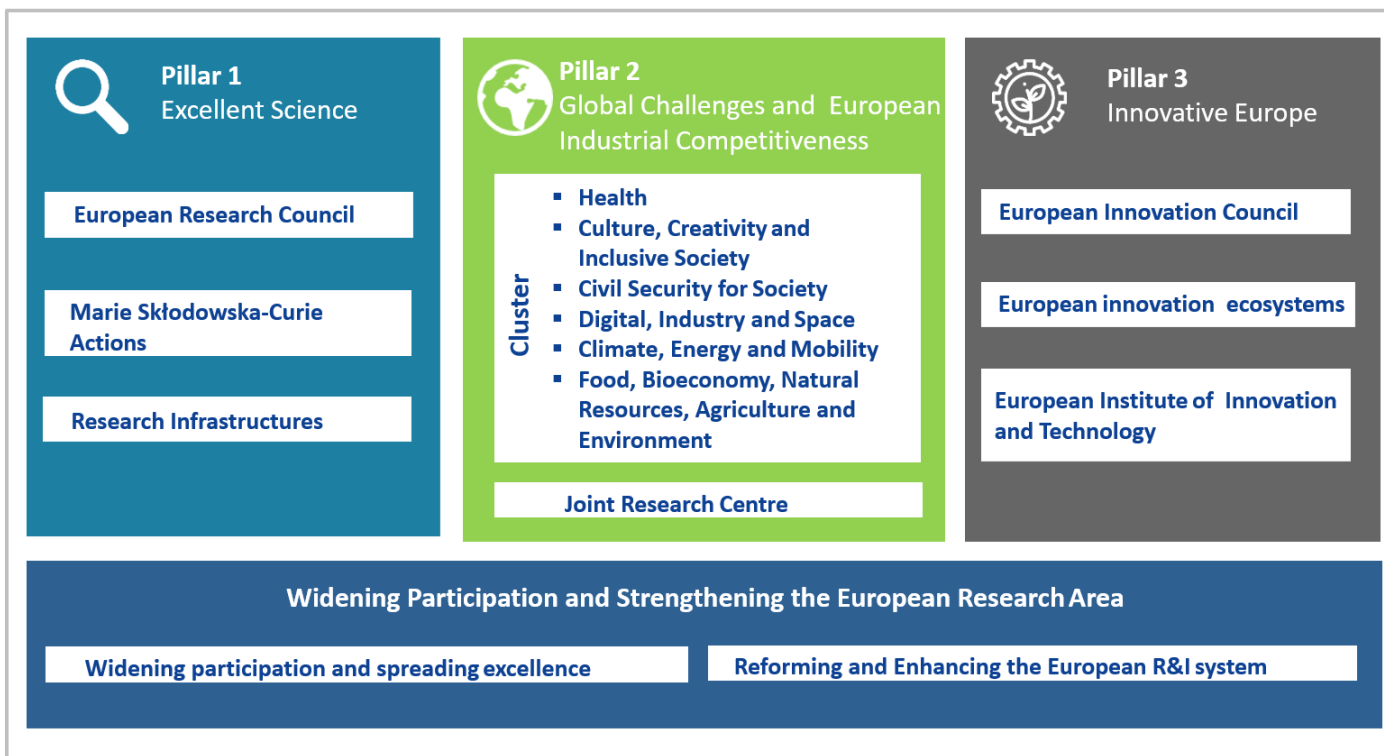 Pillar 1
Excellent Science
European Research Council
Marie Skłodowska-Curie
Actions
Research Infrastructures
Pillar 2
Global Challenges and European
Industrial Competitiveness
Cluster
▪ Health
▪ Culture, Creativity and
Inclusive Society
▪ Civil Security for Society
▪ Digital, Industry and Space
▪ Climate, Energy and Mobility
▪ Food, Bioeconomy, Natural
Resources, Agriculture and
Environment
Joint Research Centre
Pillar 3
Innovative Europe
European Innovation Council
European innovation ecosystems
European Institute of Innovation
and Technology
Widening Participation and Strengthening the European Research Area
Widening participation and spreading excellence
Reforming and Enhancing the European R&I system